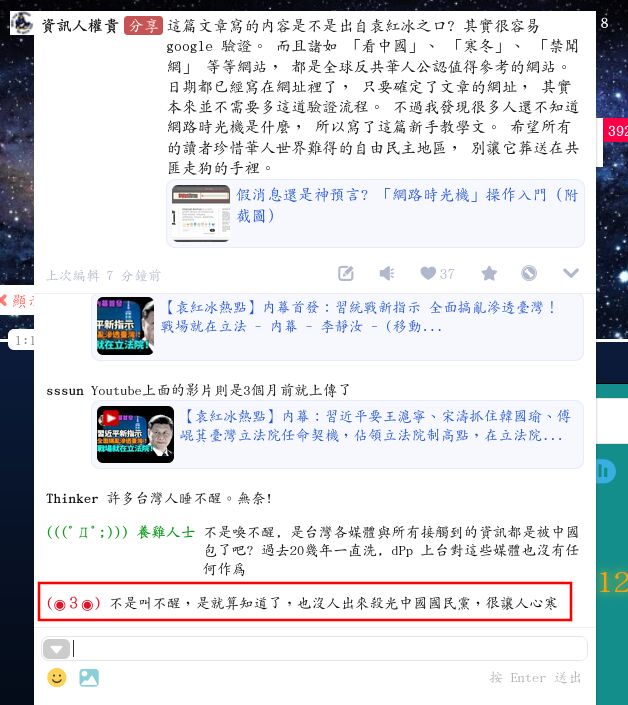 資訊人權貴 分享 這篇文章寫的內容是不是出自袁紅冰之口? 其實很容易
google 驗證。 而且諸如 「看中國」、 「寒冬」、 「禁聞
網」 等等網站, 都是全球反共華人公認值得參考的網站。
日期都已經寫在網址裡了, 只要確定了文章的網址, 其實
本來並不需要多這道驗證流程。 不過我發現很多人還不知道
網路時光機是什麼, 所以寫了這篇新手教學文。 希望所有
的讀者珍惜華人世界難得的自由民主地區, 別讓它葬送在共
匪走狗的手裡。
假消息還是神預言? 「網路時光機」操作入門 (附
截圖)
上次編輯 7 分鐘前
37
8
392
【袁紅冰熱點】內幕首發：習統戰新指示 全面搞亂滲透臺灣！
戰場就在立法 - 內幕 - 李靜汝 - (移動...
sssun Youtube上面的影片則是3個月前就上傳了
【袁紅冰熱點】內幕：習近平要王滬寧、宋濤抓住韓國瑜、傅
崐萁臺灣立法院任命契機，佔領立法院制高點，在立法院...
習近平新指示
全面搞亂滲透臺灣!!
戰場就在立法院!
Thinker 許多台灣人睡不醒。無奈!
(((ﾟДﾟ;))) 養雞人士 不是喚不醒, 是台灣各媒體與所有接觸到的資訊都是被中國
包了吧? 過去20幾年一直洗, dPp 上台對這些媒體也沒有任
何作為
(◉３◉) 不是叫不醒，是就算知道了，也沒人出來殺光中國國民黨，很讓人心寒
按 Enter 送出
12